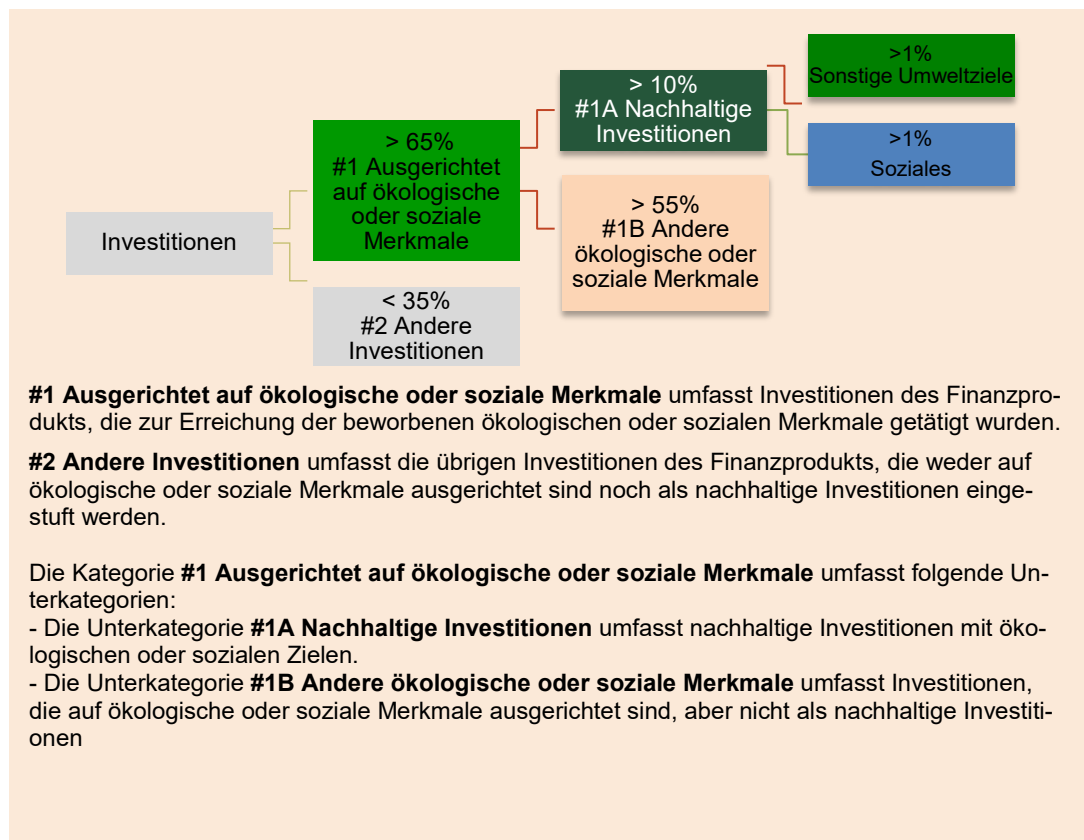 >1%
Sonstige Umweltziele
> 10%
#1A Nachhaltige
Investitionen
>1%
Soziales
> 65%
#1 Ausgerichtet
auf ökologische
oder soziale
Merkmale
> 55%
#1B Andere
ökologische oder
soziale Merkmale
Investitionen
< 35%
#2 Andere
Investitionen
#1 Ausgerichtet auf ökologische oder soziale Merkmale umfasst Investitionen des Finanzpro-
dukts, die zur Erreichung der beworbenen ökologischen oder sozialen Merkmale getätigt wurden.
#2 Andere Investitionen umfasst die übrigen Investitionen des Finanzprodukts, die weder auf
ökologische oder soziale Merkmale ausgerichtet sind noch als nachhaltige Investitionen einge-
stuft werden.
Die Kategorie #1 Ausgerichtet auf ökologische oder soziale Merkmale umfasst folgende Un-
terkategorien:
- Die Unterkategorie #1A Nachhaltige Investitionen umfasst nachhaltige Investitionen mit öko-
logischen oder sozialen Zielen.
- Die Unterkategorie #1B Andere ökologische oder soziale Merkmale umfasst Investitionen,
die auf ökologische oder soziale Merkmale ausgerichtet sind, aber nicht als nachhaltige Investiti-
onen